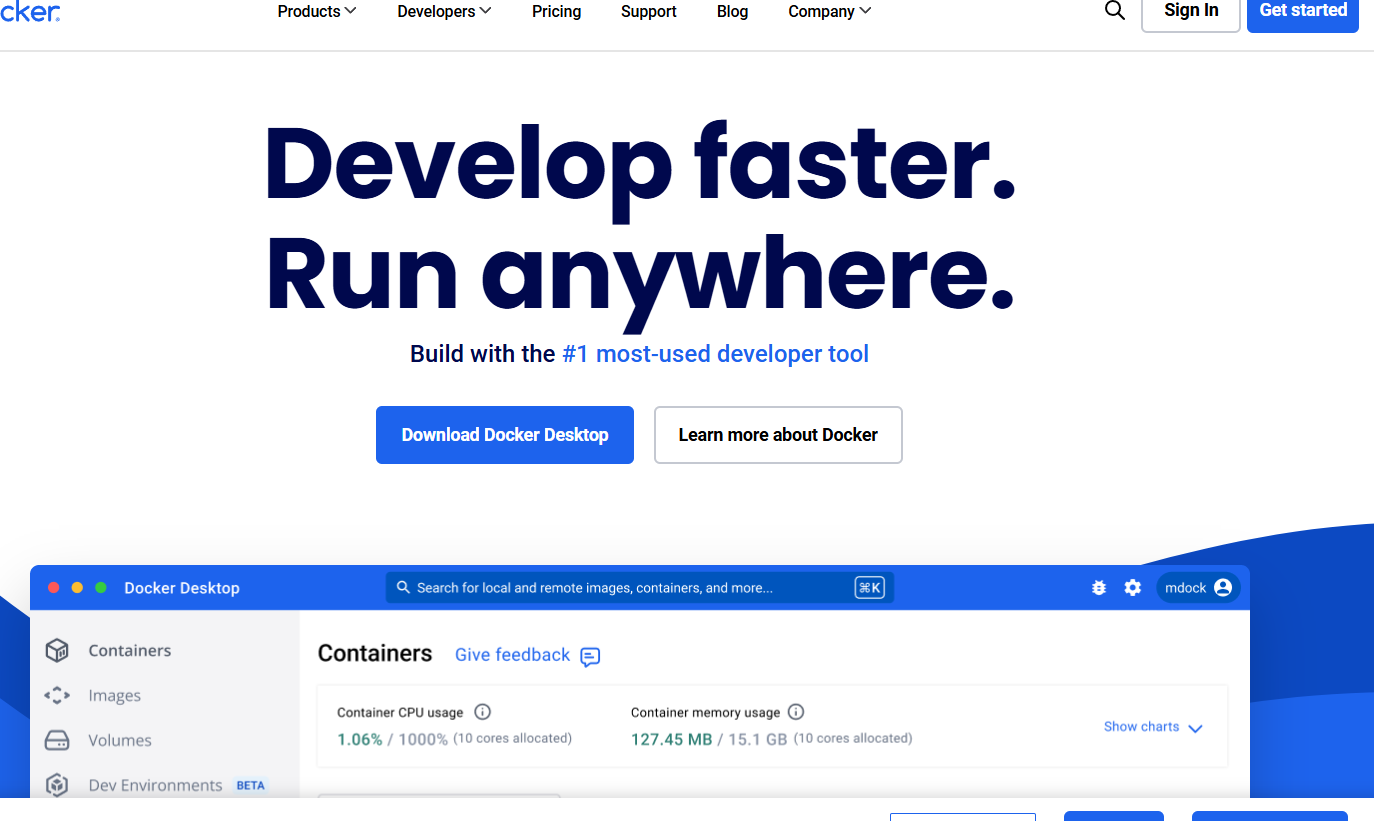 cker
Products Developers Pricing Support Blog Company Sign In Get started
Develop faster.
Run anywhere.
Build with the #1 most-used developer tool
Download Docker Desktop Learn more about Docker
Docker Desktop Search for local and remote images, containers, and more... ⌘K mdock
Containers
Images
Volumes
Dev Environments BETA
Containers Give feedback
Container CPU usage Container memory usage
1.06% / 1000% (10 cores allocated) 127.45 MB / 15.1 GB (10 cores allocated)
Show charts